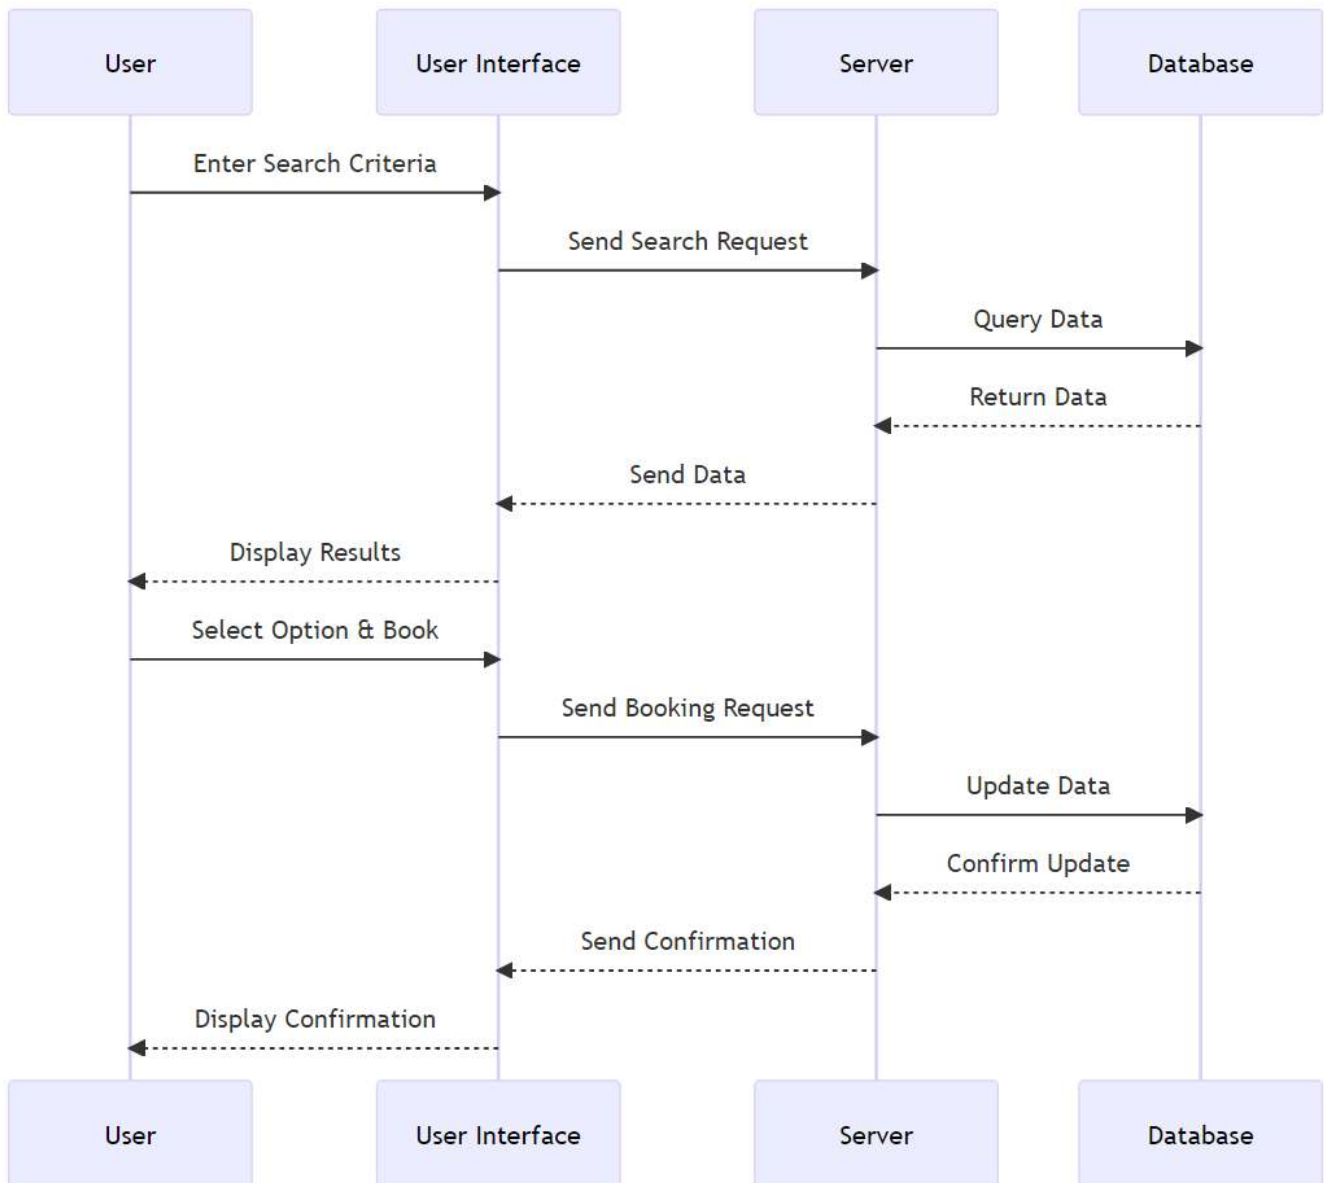 User
User Interface
Server
Database
Enter Search Criteria
Send Search Request
Query Data
Return Data
Send Data
Display Results
Select Option & Book
Send Booking Request
Update Data
Confirm Update
Send Confirmation
Display Confirmation
User
User Interface
Server
Database